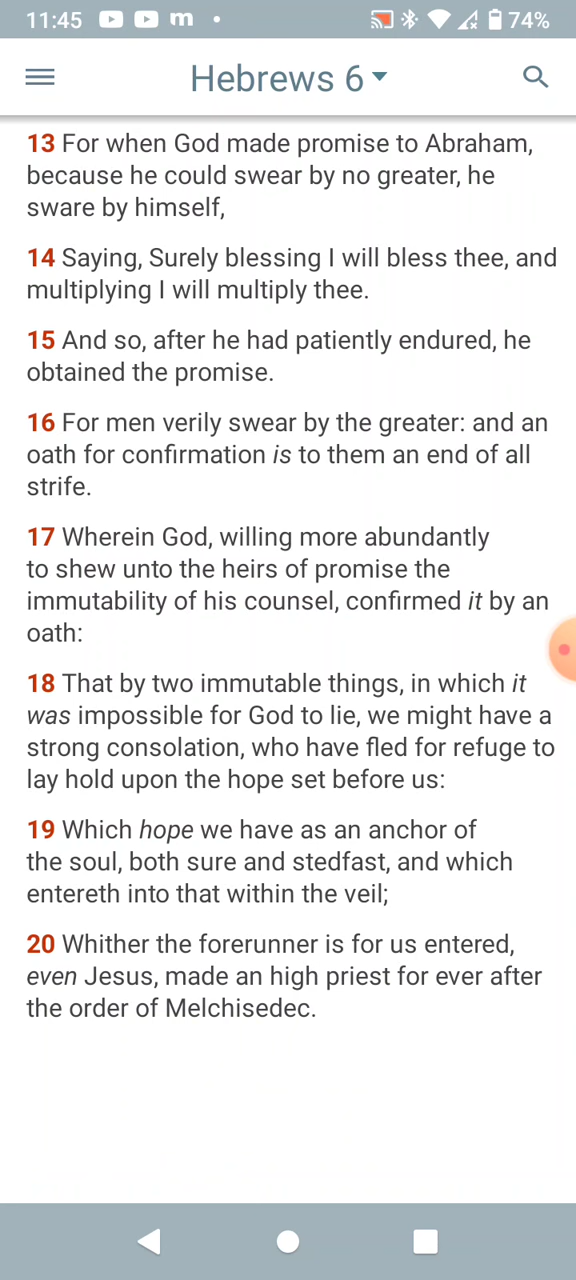 11:45
m
74%
Hebrews 6
13 For when God made promise to Abraham,
because he could swear by no greater, he
sware by himself,
14 Saying, Surely blessing I will bless thee, and
multiplying I will multiply thee.
15 And so, after he had patiently endured, he
obtained the promise.
16 For men verily swear by the greater: and an
oath for confirmation is to them an end of all
strife.
17 Wherein God, willing more abundantly
to shew unto the heirs of promise the
immutability of his counsel, confirmed it by an
oath:
18 That by two immutable things, in which it
was impossible for God to lie, we might have a
strong consolation, who have fled for refuge to
lay hold upon the hope set before us:
19 Which hope we have as an anchor of
the soul, both sure and stedfast, and which
entereth into that within the veil;
20 Whither the forerunner is for us entered,
even Jesus, made an high priest for ever after
the order of Melchisedec.